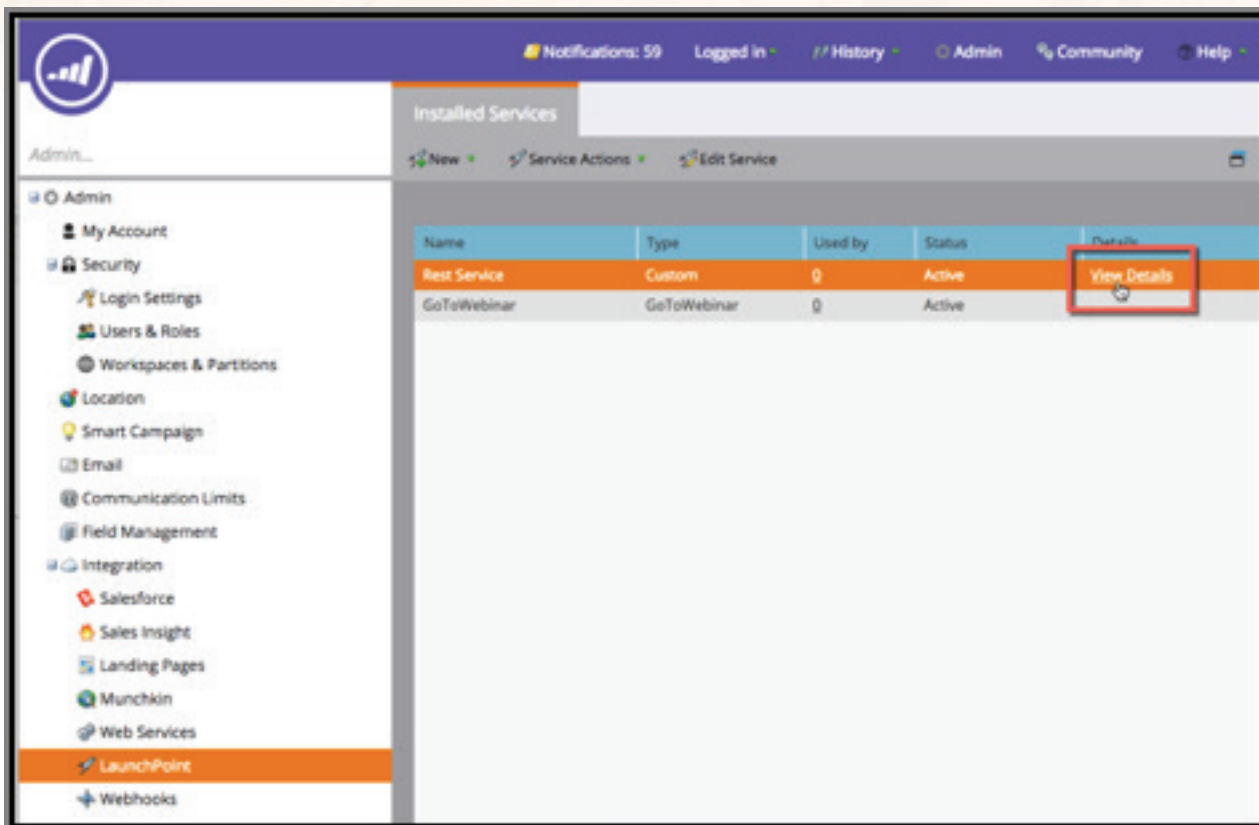 Notifications: 59 Logged in History Admin Community Help
Installed Services
Admin...
New Service Actions Edit Service
Admin
My Account
Security
Login Settings
Users & Roles
Workspaces & Partitions
Location
Smart Campaign
Email
Communication Limits
Field Management
Integration
Salesforce
Sales Insight
Landing Pages
Munchkin
Web Services
LaunchPoint
Webhooks
Name Type Used by Status Details
Rest Service Custom 0 Active View Details
GoToWebinar GoToWebinar 0 Active